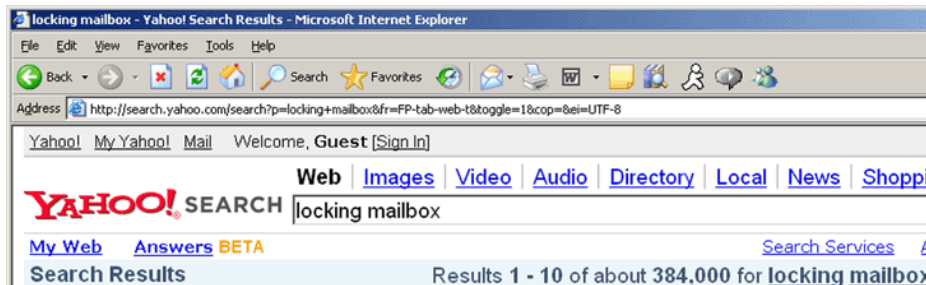 locking mailbox - Yahoo! Search Results - Microsoft Internet Explorer
File Edit View Favorites Tools Help
Back Search Favorites
Address http://search.yahoo.com/search?p=locking+mailbox&fr=FP-tab-web-t&toggle=1&cop=&ei=UTF-8
Yahoo! My Yahoo! Mail Welcome, Guest [Sign In]
Web Images Video Audio Directory Local News Shoppi
YAHOO! SEARCH locking mailbox
My Web Answers BETA Search Services
Search Results Results 1 - 10 of about 384,000 for locking mailbox